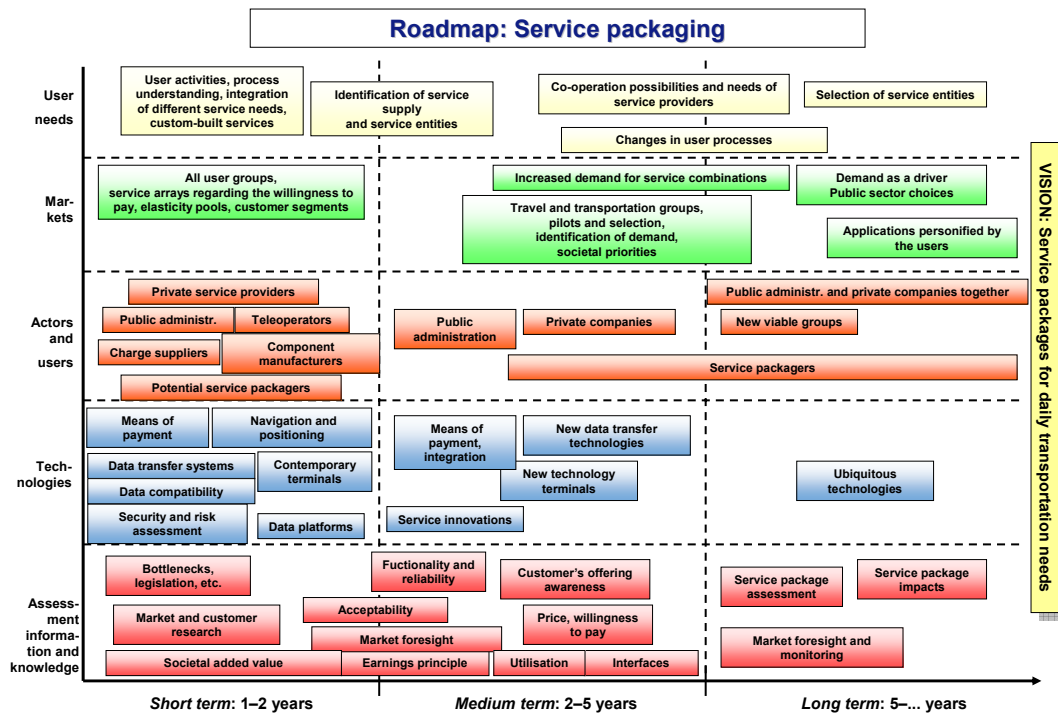 Roadmap: Service packaging
User
needs
User activities, process
understanding, integration
of different service needs,
custom-built services
Identification of service
supply
and service entities
Co-operation possibilities and needs of
service providers
Selection of service entities
Changes in user processes
Mar-
kets
All user groups,
service arrays regarding the willingness to
pay, elasticity pools, customer segments
Increased demand for service combinations
Travel and transportation groups,
pilots and selection,
identification of demand,
societal priorities
Demand as a driver
Public sector choices
Applications personified by
the users
Actors
and
users
Private service providers
Public administr.
Teleoperators
Charge suppliers
Component
manufacturers
Potential service packagers
Public
administration
Private companies
Service packagers
Public administr. and private companies together
New viable groups
Tech-
nologies
Means of
payment
Navigation and
positioning
Data transfer systems
Data compatibility
Contemporary
terminals
Security and risk
assessment
Data platforms
Means of
payment,
integration
New data transfer
technologies
New technology
terminals
Service innovations
Ubiquitous
technologies
Assess-
ment
informa-
tion and
knowledge
Bottlenecks,
legislation, etc.
Market and customer
research
Societal added value
Fuctionality and
reliability
Acceptability
Market foresight
Earnings principle
Customer's offering
awareness
Price, willingness
to pay
Utilisation
Interfaces
Service package
assessment
Service package
impacts
Market foresight and
monitoring
Short term: 1–2 years
Medium term: 2–5 years
Long term: 5–... years
VISION: Service packages for daily transportation needs